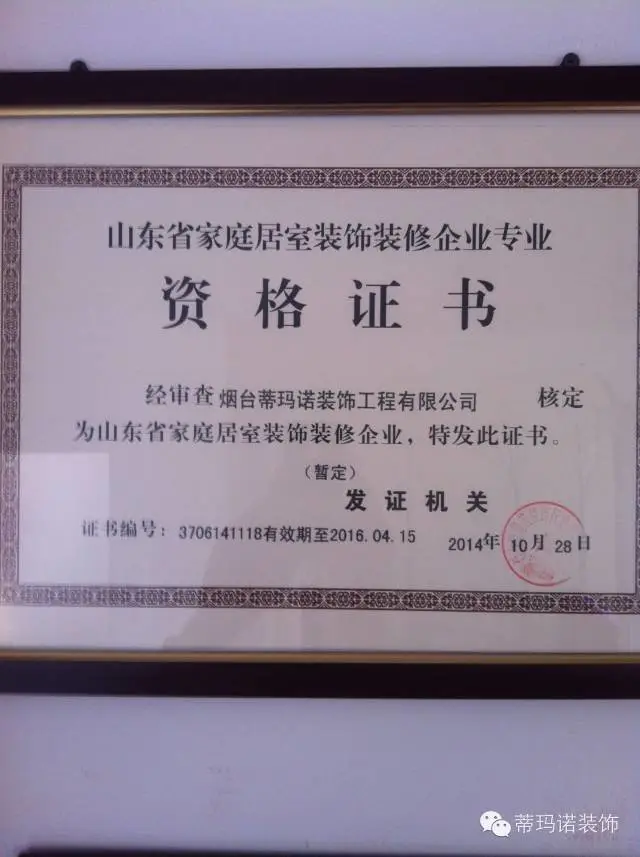 山东省家庭居室装饰装修企业专业
资格证书
经审查 烟台蒂玛诺装饰工程有限公司 核定
为山东省家庭居室装饰装修企业，特发此证书。
（暂定）
发证机关
证书编号：3706141118有效期至2016.04.15 2014年 10月 28日
蒂玛诺装饰